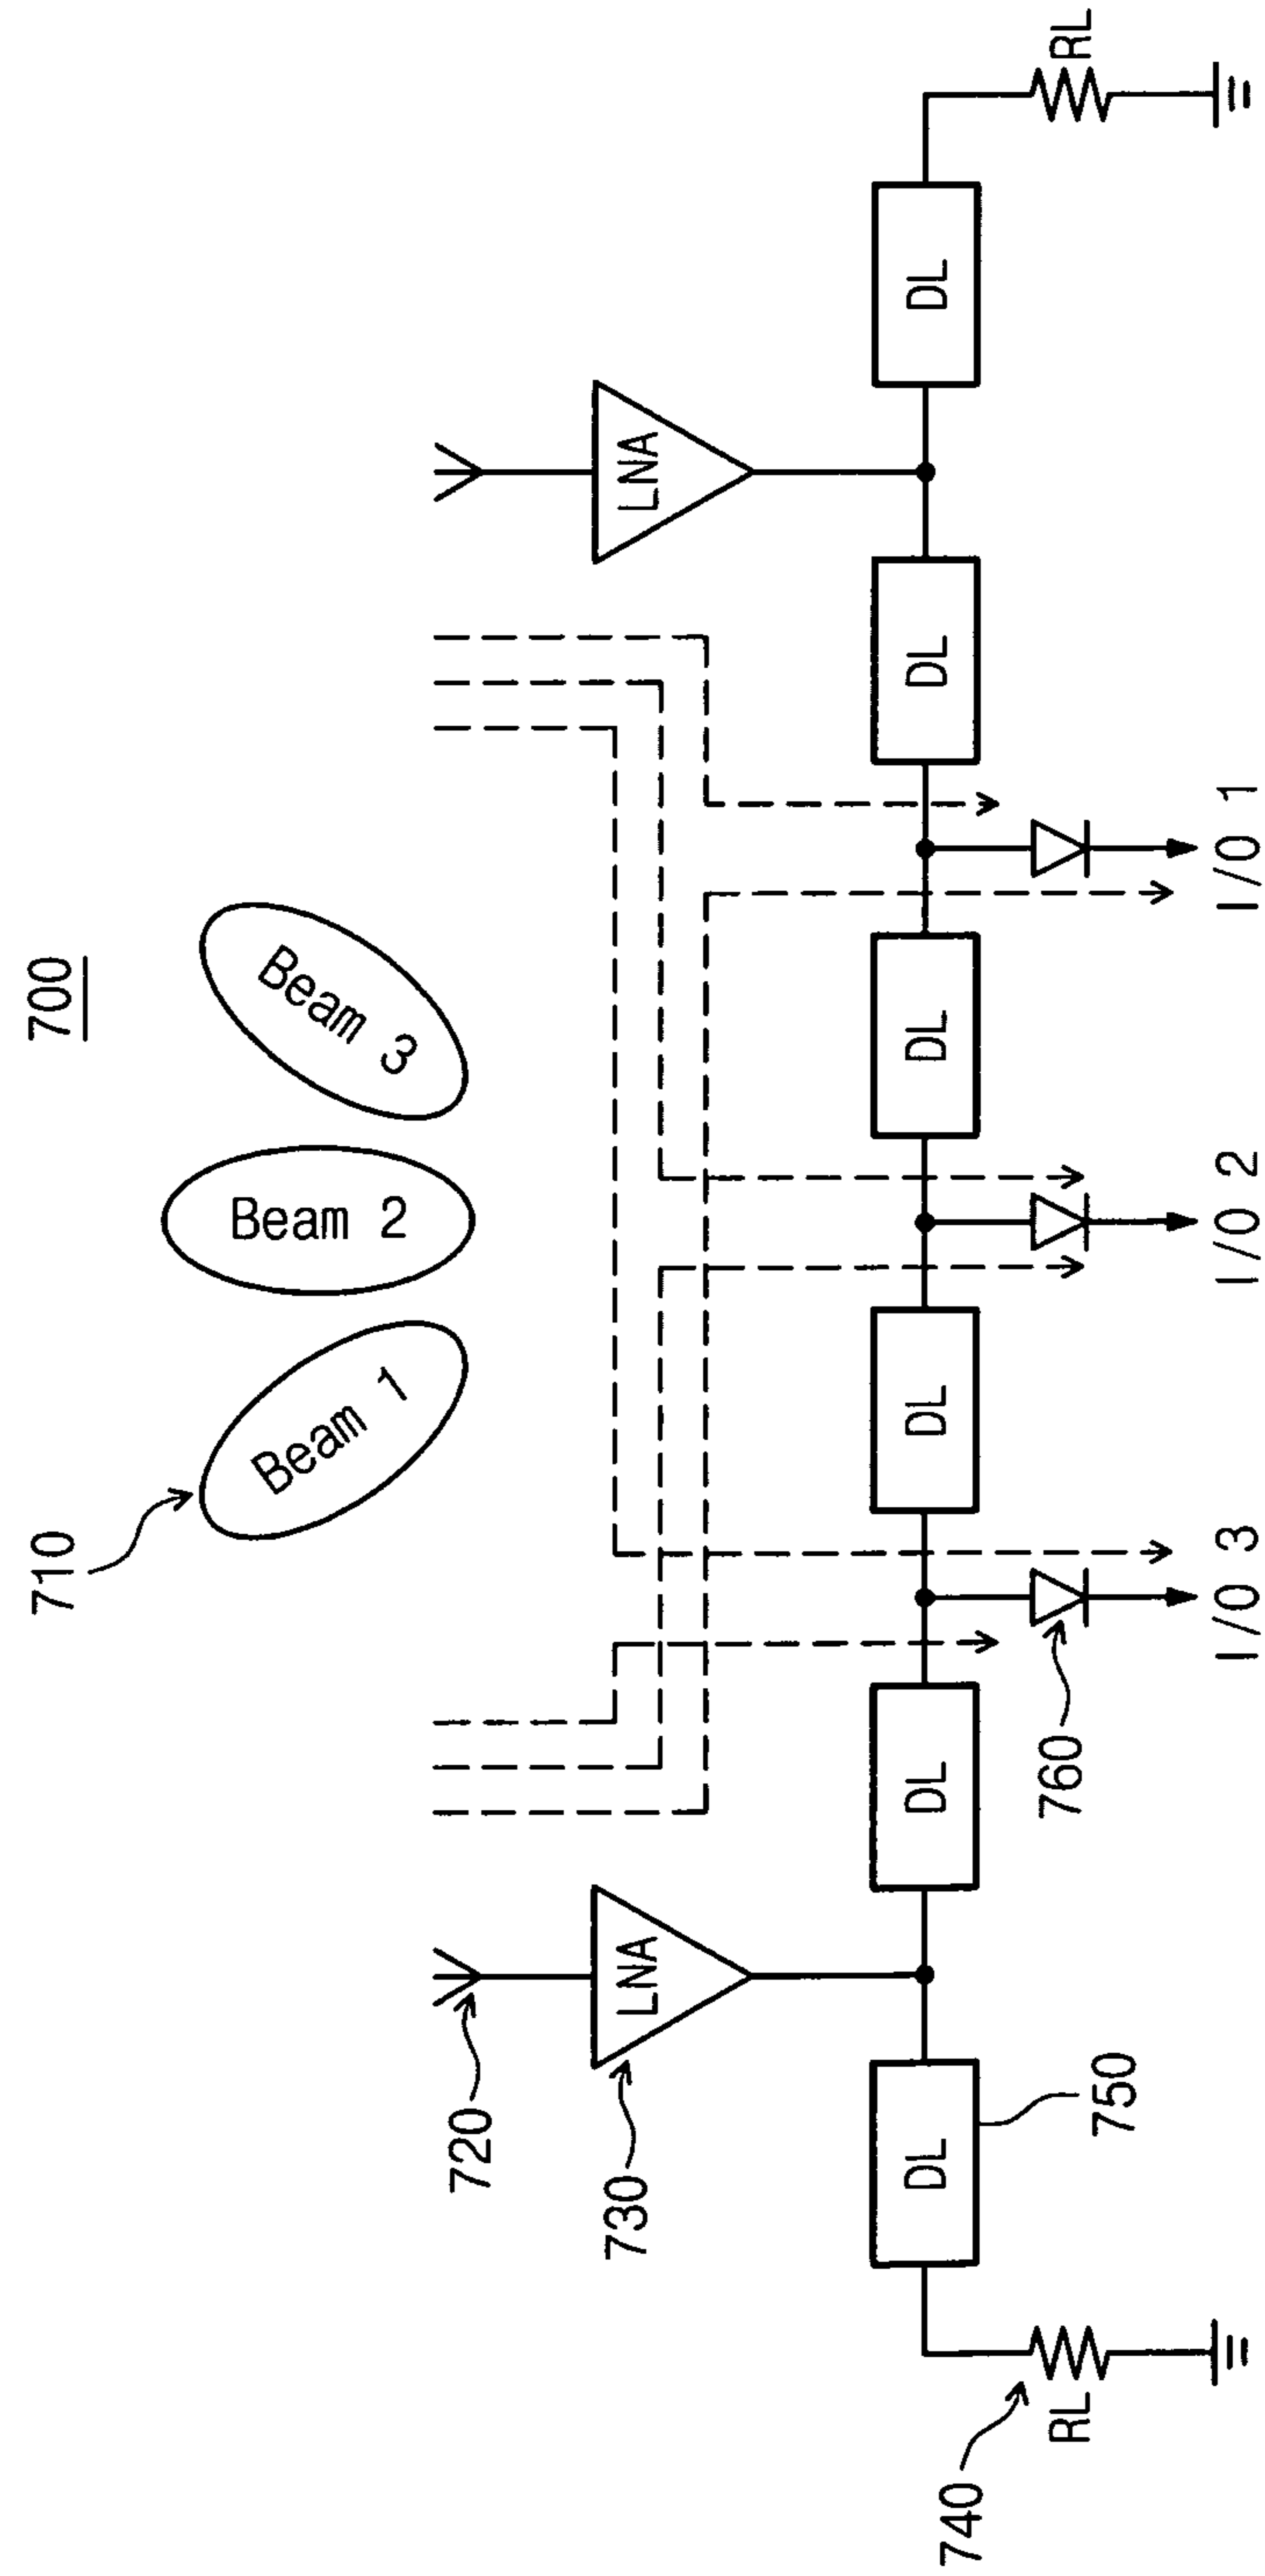 700
710
Beam 1
Beam 2
Beam 3
720
730
LNA
LNA
DL
DL
DL
DL
DL
DL
740
RL
750
760
RL
I/O 3
I/O 2
I/O 1